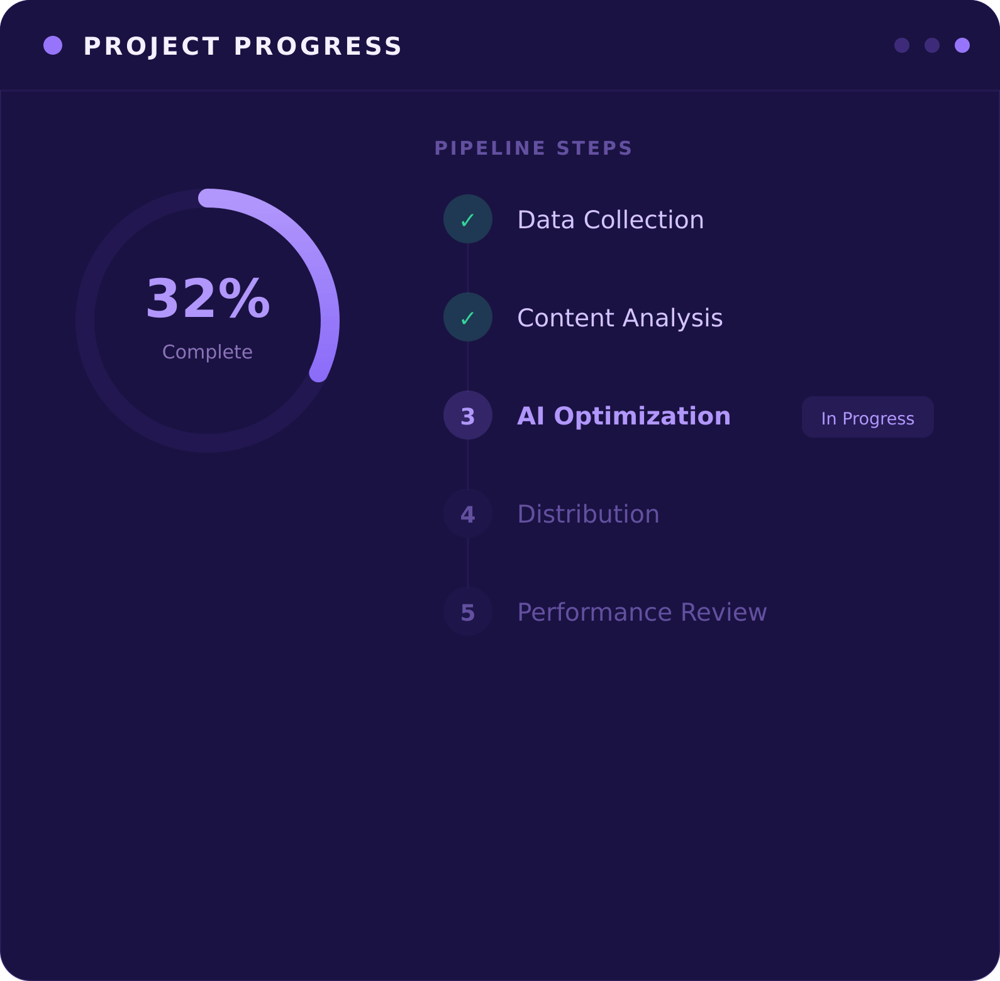 PROJECT PROGRESS
PIPELINE STEPS
32%
Complete
✓ Data Collection
✓ Content Analysis
3 AI Optimization In Progress
4 Distribution
5 Performance Review